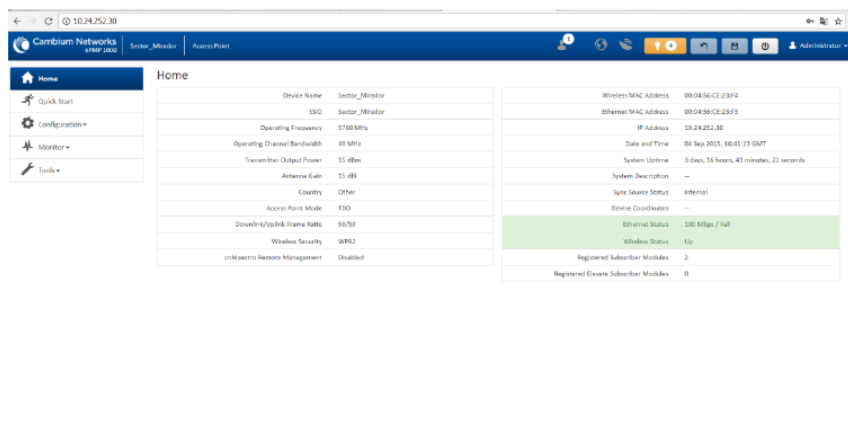 10.24.252.30
Cambium Networks
ePMP 1000
Sector_Mirador
Access Point
1
4
Administrator
Home
Quick Start
Configuration
Monitor
Tools
Home
Device Name Sector_Mirador
SSID Sector_Mirador
Operating Frequency 5760 MHz
Operating Channel Bandwidth 40 MHz
Transmitter Output Power 15 dBm
Antenna Gain 15 dBi
Country Other
Access Point Mode TDD
Downlink/Uplink Frame Ratio 50/50
Wireless Security WPA2
cnMaestro Remote Management Disabled
Wireless MAC Address 00:04:56:CE:23:F4
Ethernet MAC Address 00:04:56:CE:23:F3
IP Address 10.24.252.30
Date and Time 04 Sep 2015, 16:41:23 GMT
System Uptime 3 days, 16 hours, 41 minutes, 22 seconds
System Description --
Sync Source Status Internal
Device Coordinates --
Ethernet Status 100 Mbps / Full
Wireless Status Up
Registered Subscriber Modules 2
Registered Elevate Subscriber Modules 0